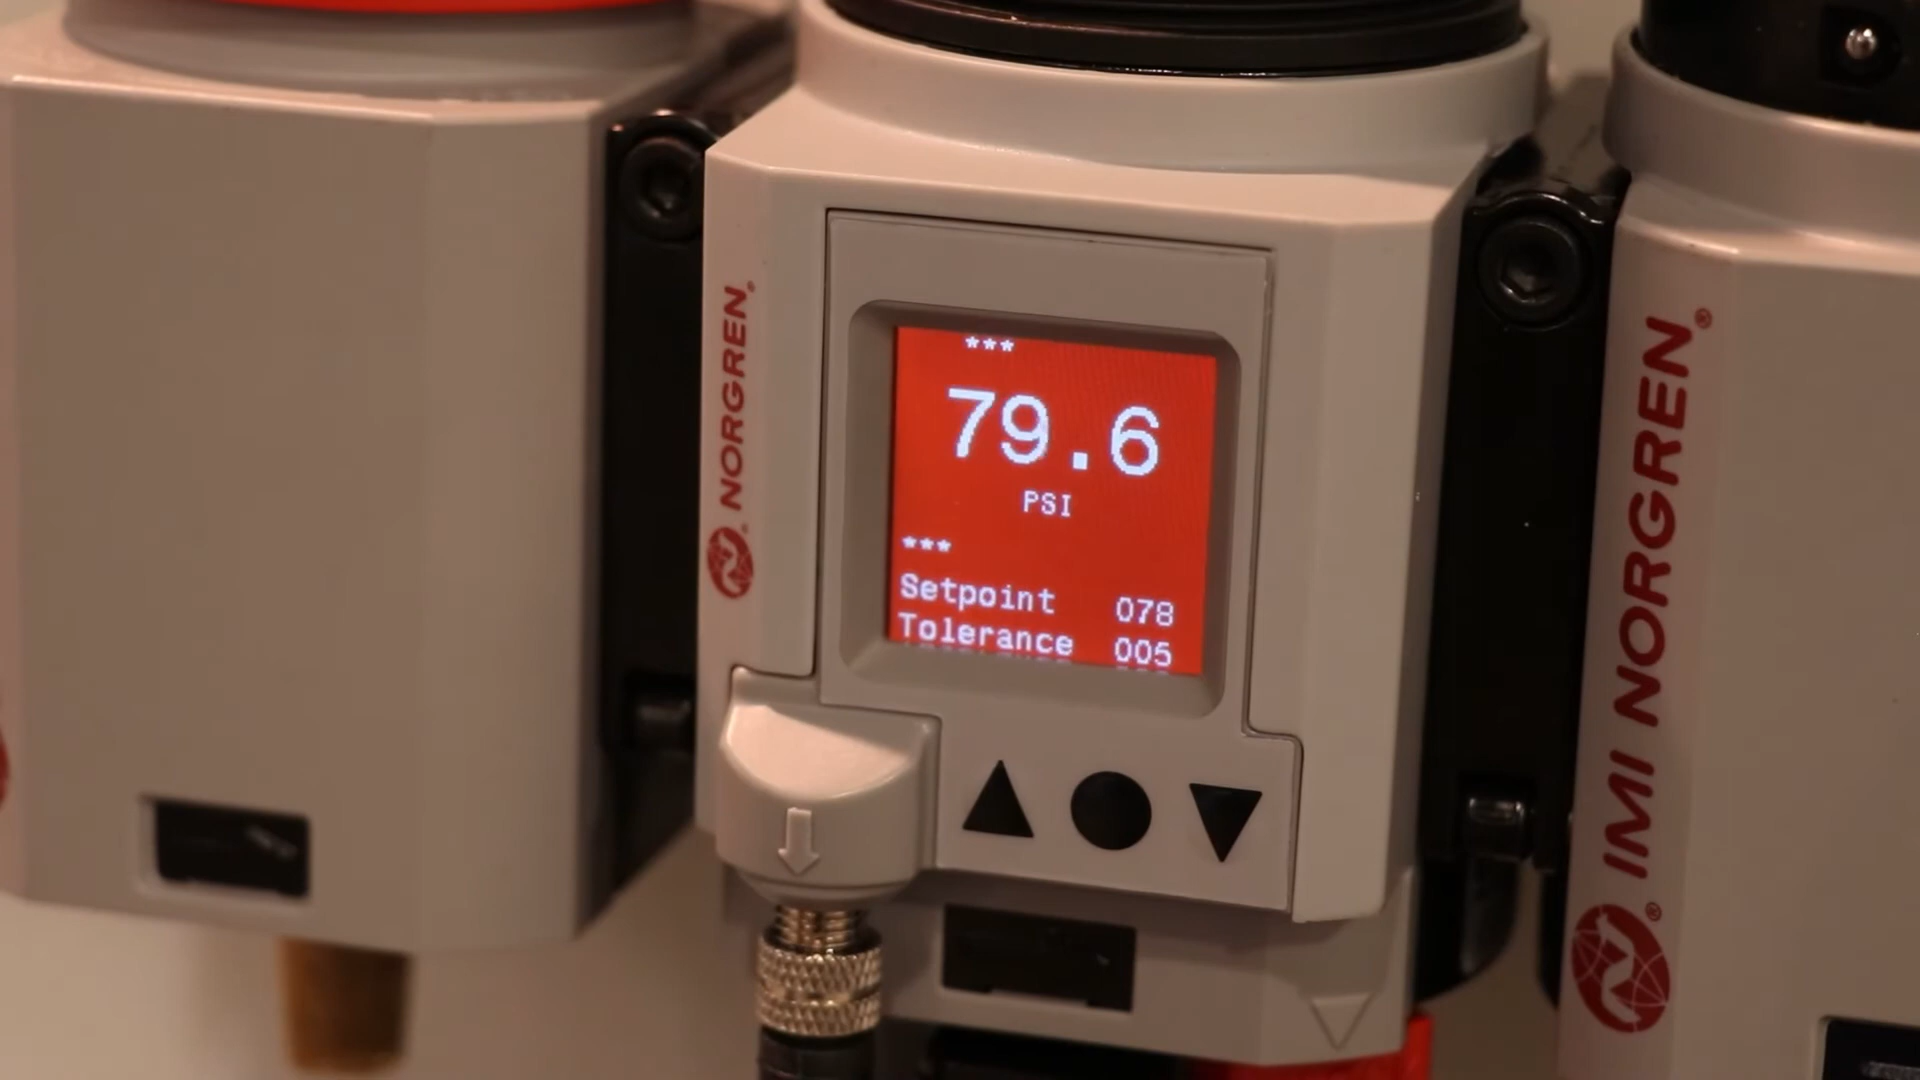 ***
79.6
PSI
***
Setpoint 078
Tolerance 005
NORGREN®
IMI NORGREN®